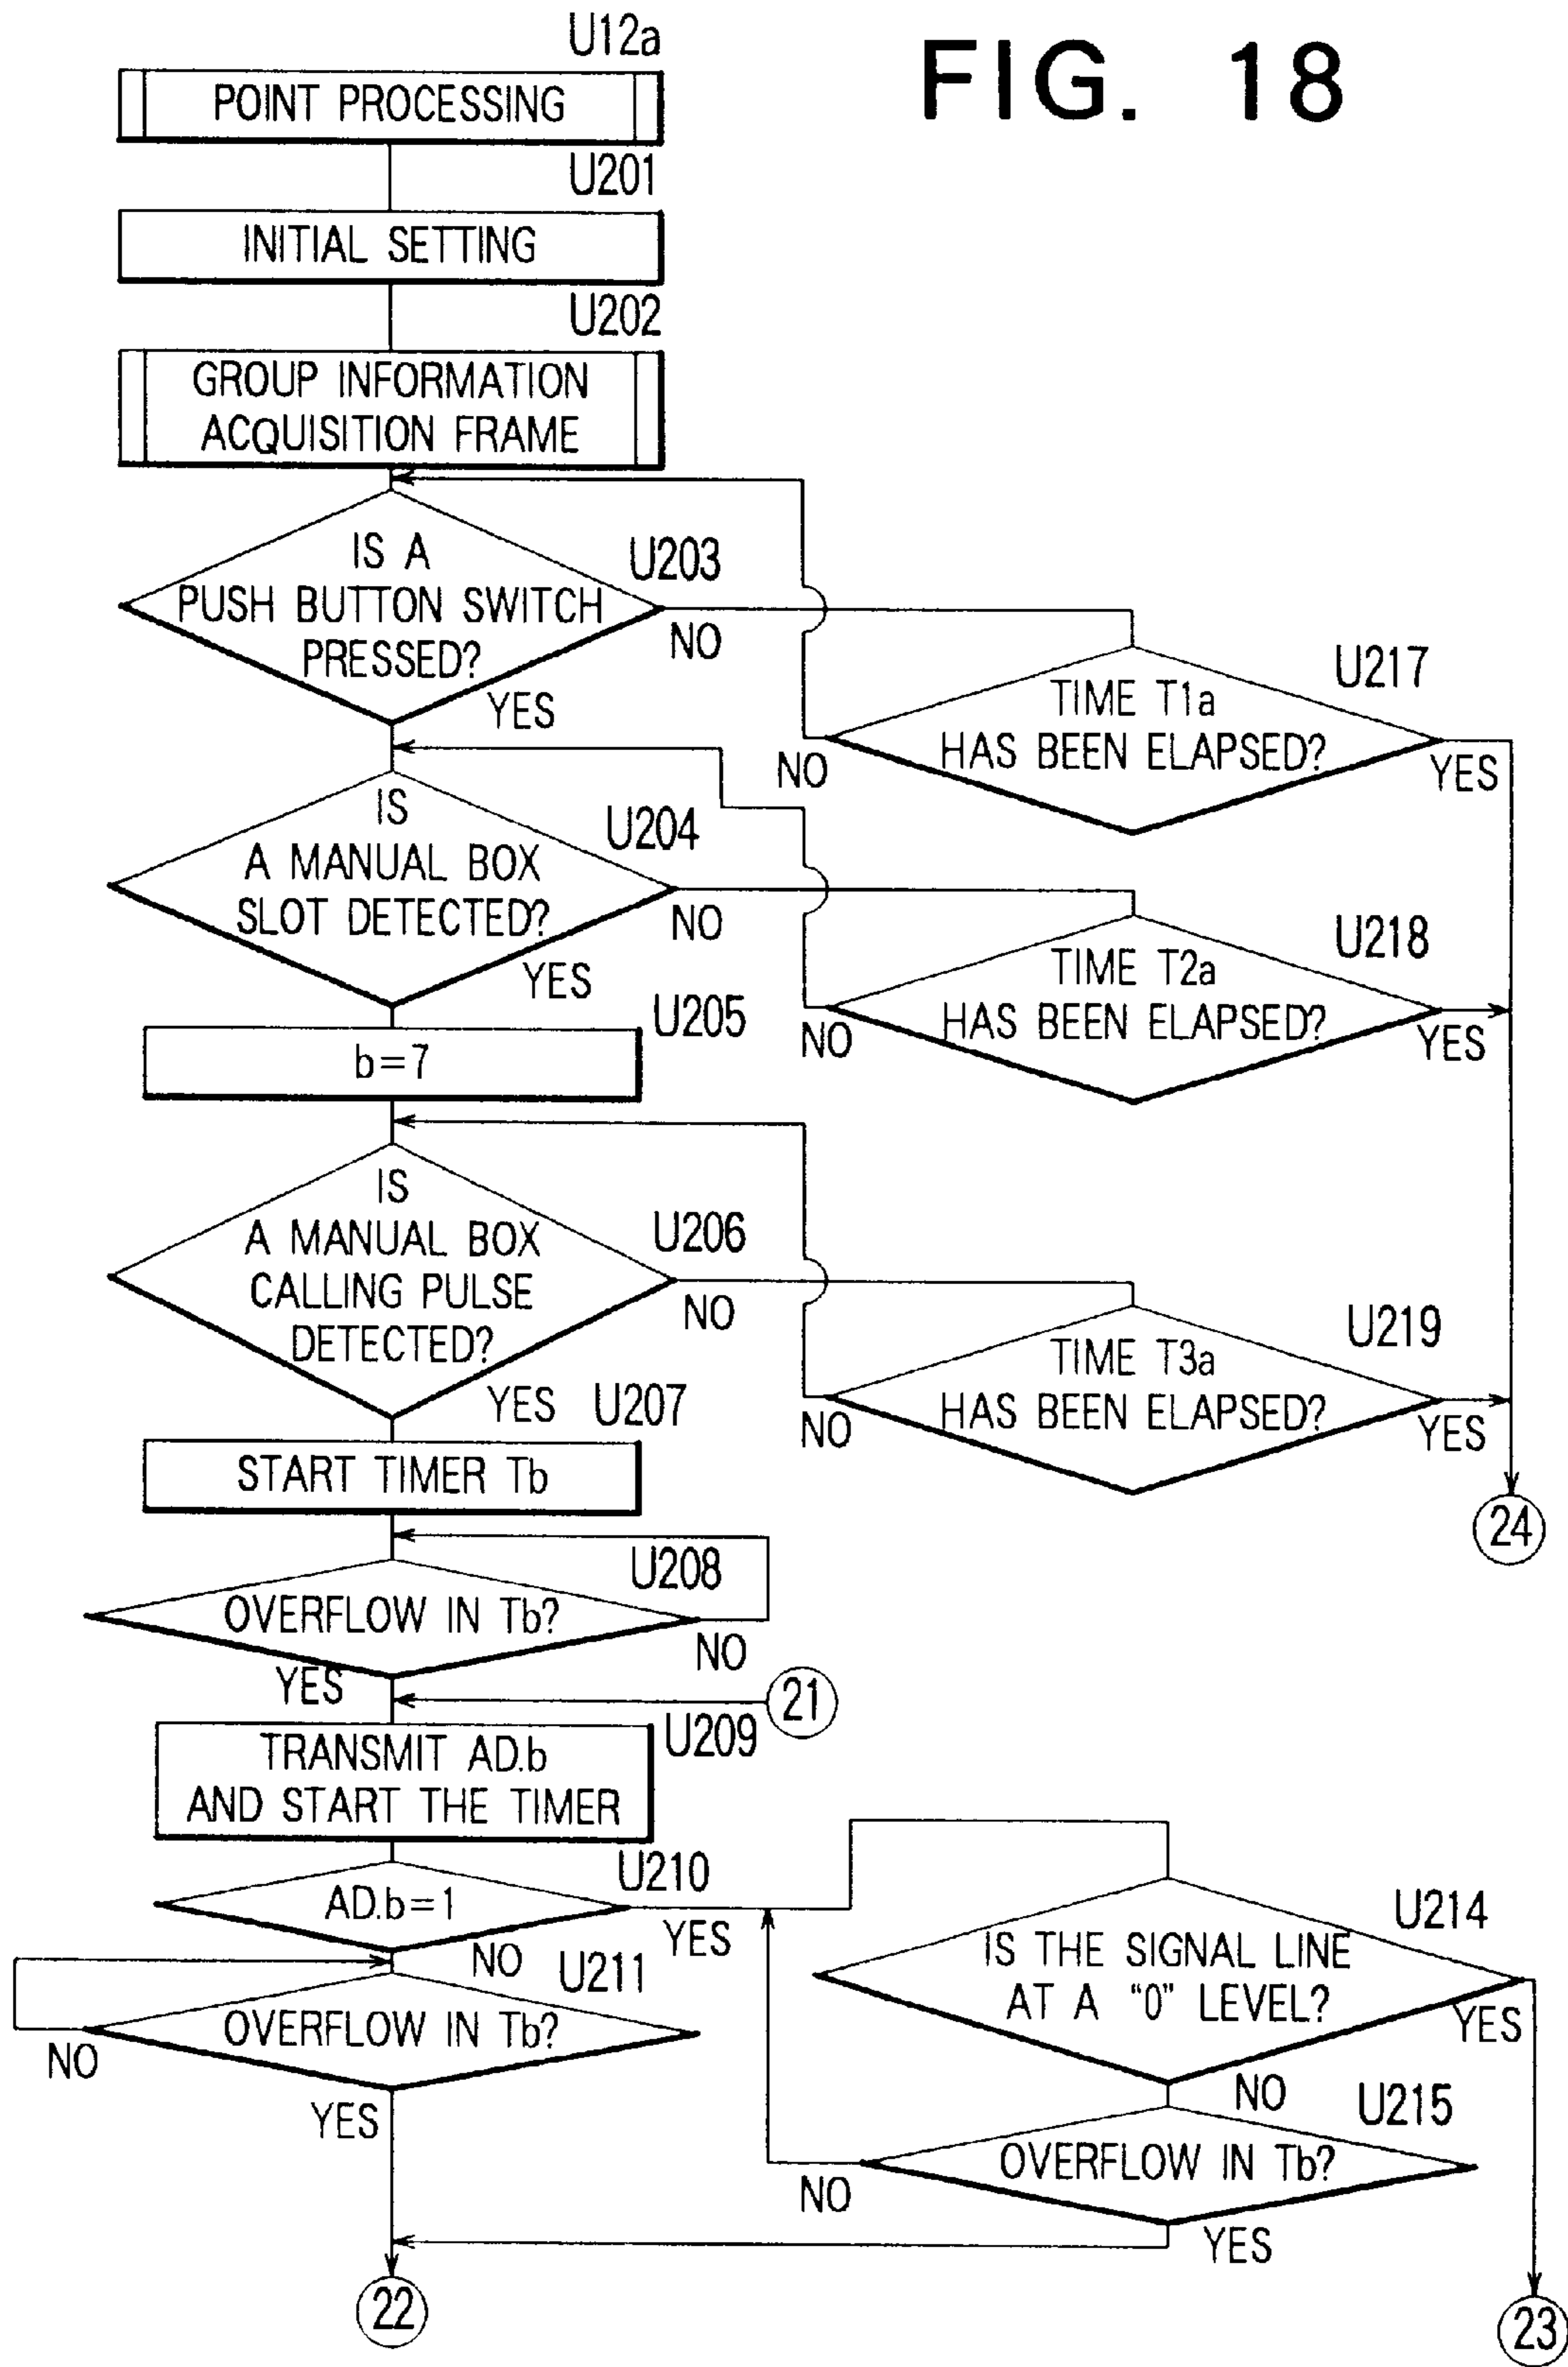 FIG. 18
U12a
POINT PROCESSING
U201
INITIAL SETTING
U202
GROUP INFORMATION
ACQUISITION FRAME
IS A
PUSH BUTTON SWITCH
PRESSED?
U203
NO
YES
TIME T1a
HAS BEEN ELAPSED?
U217
NO
YES
IS
A MANUAL BOX
SLOT DETECTED?
U204
NO
YES
TIME T2a
HAS BEEN ELAPSED?
U218
NO
YES
U205
b=7
IS
A MANUAL BOX
CALLING PULSE
DETECTED?
U206
NO
YES
TIME T3a
HAS BEEN ELAPSED?
U219
NO
YES
24
U207
START TIMER Tb
U208
OVERFLOW IN Tb?
NO
YES
21
U209
TRANSMIT AD.b
AND START THE TIMER
U210
AD.b=1
YES
NO
U211
OVERFLOW IN Tb?
NO
YES
U214
IS THE SIGNAL LINE
AT A "0" LEVEL?
YES
NO
U215
OVERFLOW IN Tb?
NO
YES
22
23